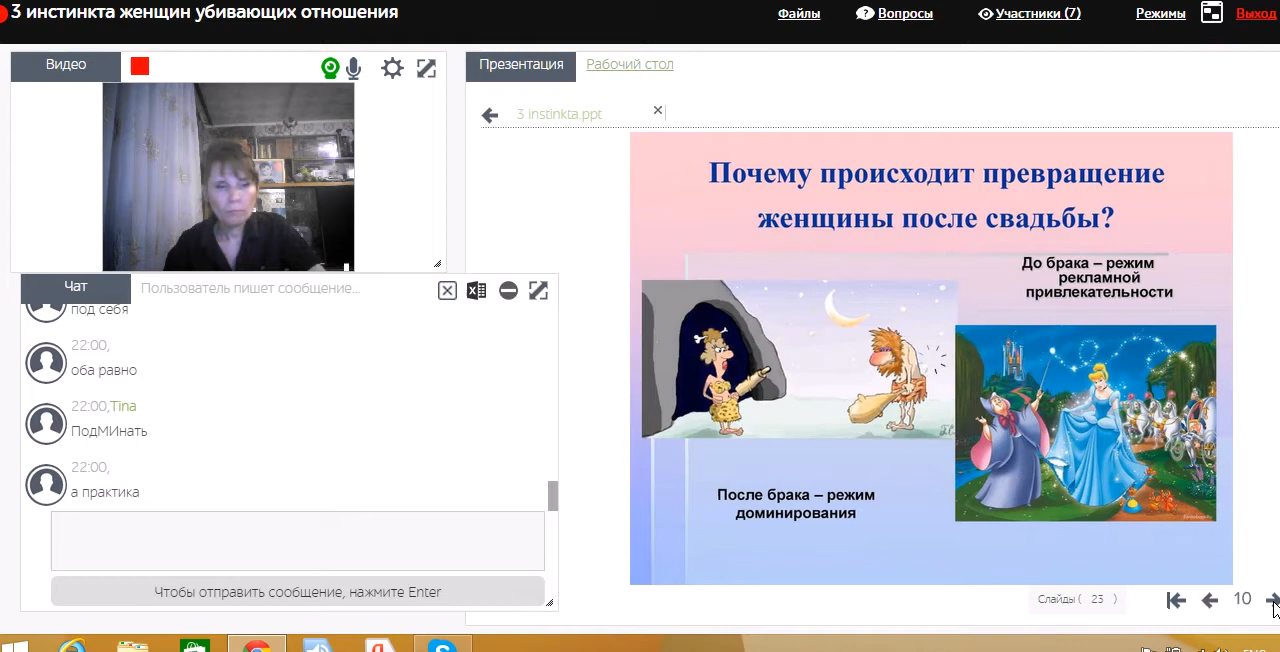 3 инстинкта женщин убивающих отношения
Файлы
Вопросы
Участники (7)
Режимы
Выход
Видео
Презентация
Рабочий стол
3 instinkta.ppt
Почему происходит превращение
женщины после свадьбы?
До брака – режим
рекламной
привлекательности
После брака – режим
доминирования
Чат
Пользователь пишет сообщение...
под себя
22:00,
оба равно
22:00,Tina
ПодМИнать
22:00,
а практика
Чтобы отправить сообщение, нажмите Enter
Слайды ( 23 )
10